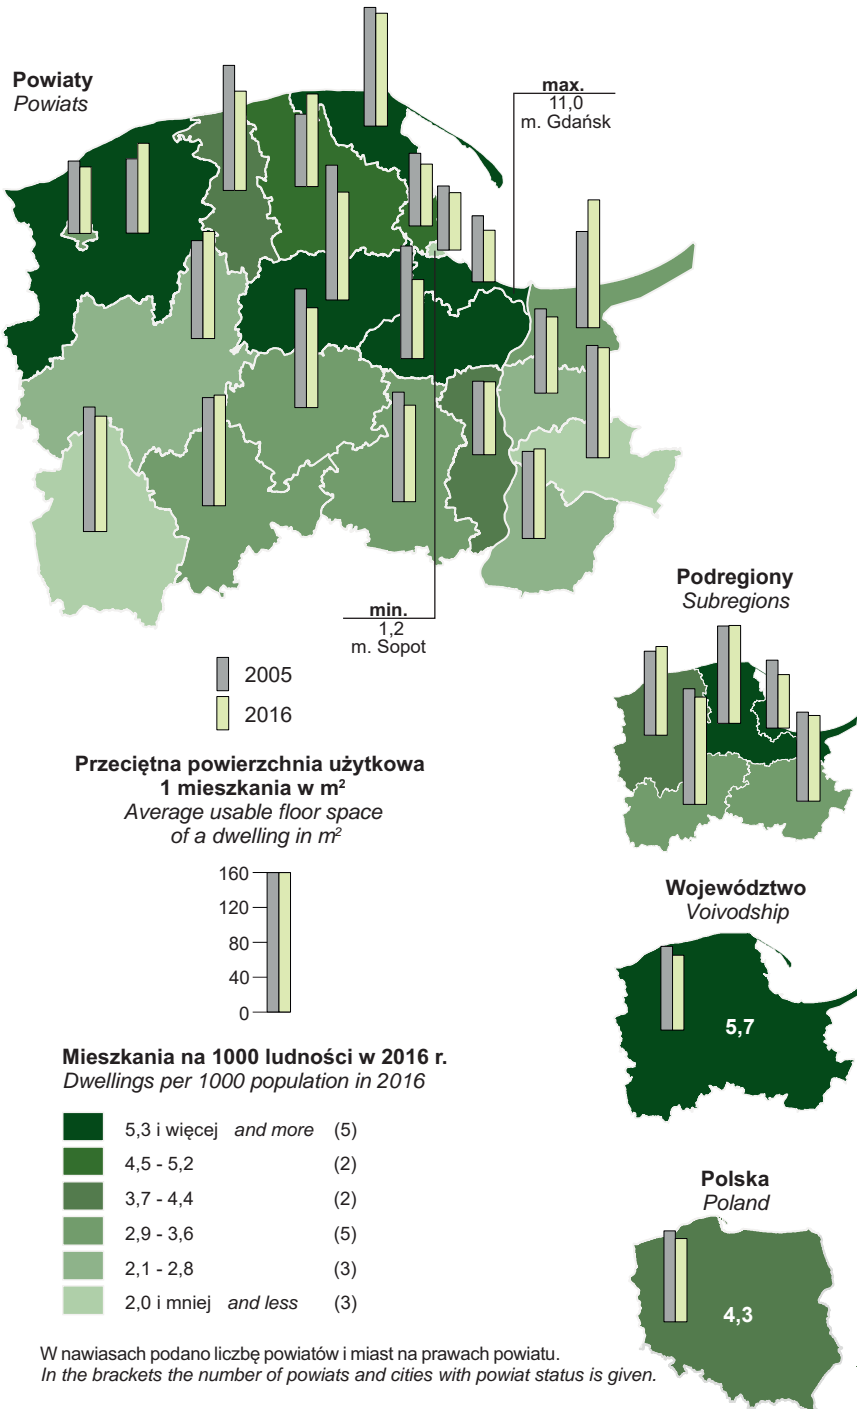 Powiaty
Powiats
max.
11,0
m. Gdańsk
min.
1,2
m. Sopot
Podregiony
Subregions
2005
2016
Przeciętna powierzchnia użytkowa
1 mieszkania w m²
Average usable floor space
of a dwelling in m²
160
120
80
40
0
Województwo
Voivodship
5,7
Mieszkania na 1000 ludności w 2016 r.
Dwellings per 1000 population in 2016
5,3 i więcej and more (5)
4,5 - 5,2 (2)
3,7 - 4,4 (2)
2,9 - 3,6 (5)
2,1 - 2,8 (3)
2,0 i mniej and less (3)
Polska
Poland
4,3
W nawiasach podano liczbę powiatów i miast na prawach powiatu.
In the brackets the number of powiats and cities with powiat status is given.